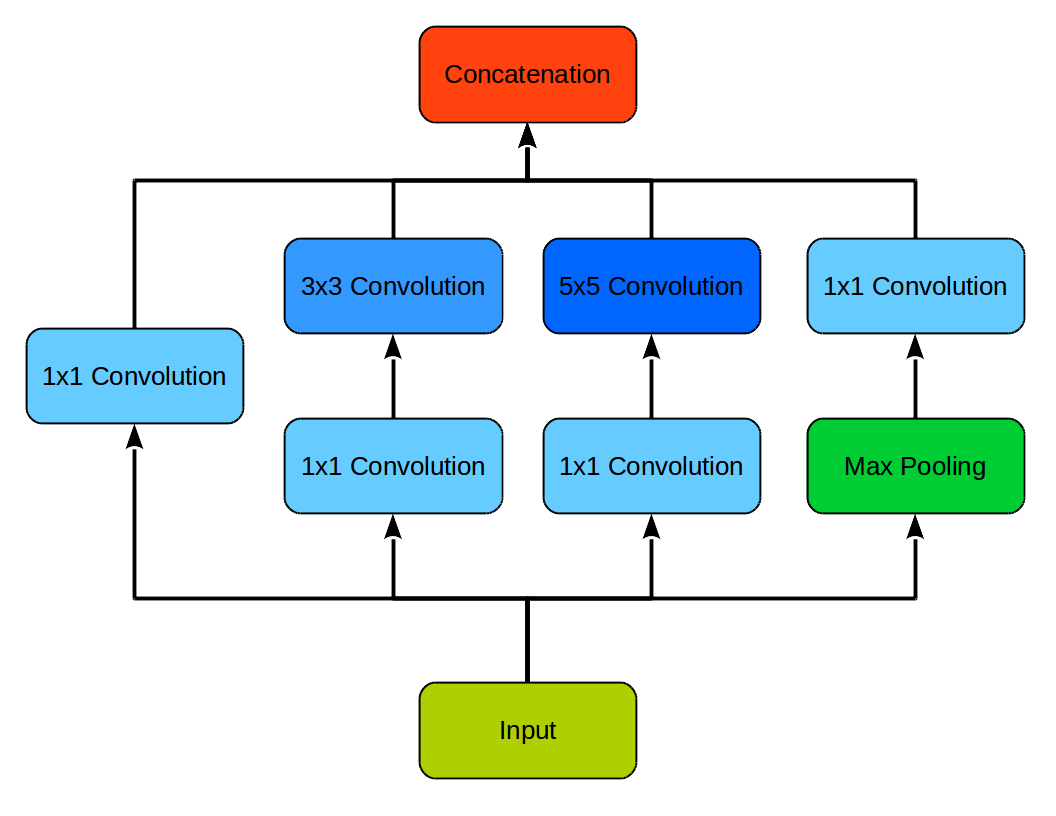 Concatenation
3x3 Convolution
5x5 Convolution
1x1 Convolution
1x1 Convolution
1x1 Convolution
1x1 Convolution
Max Pooling
Input